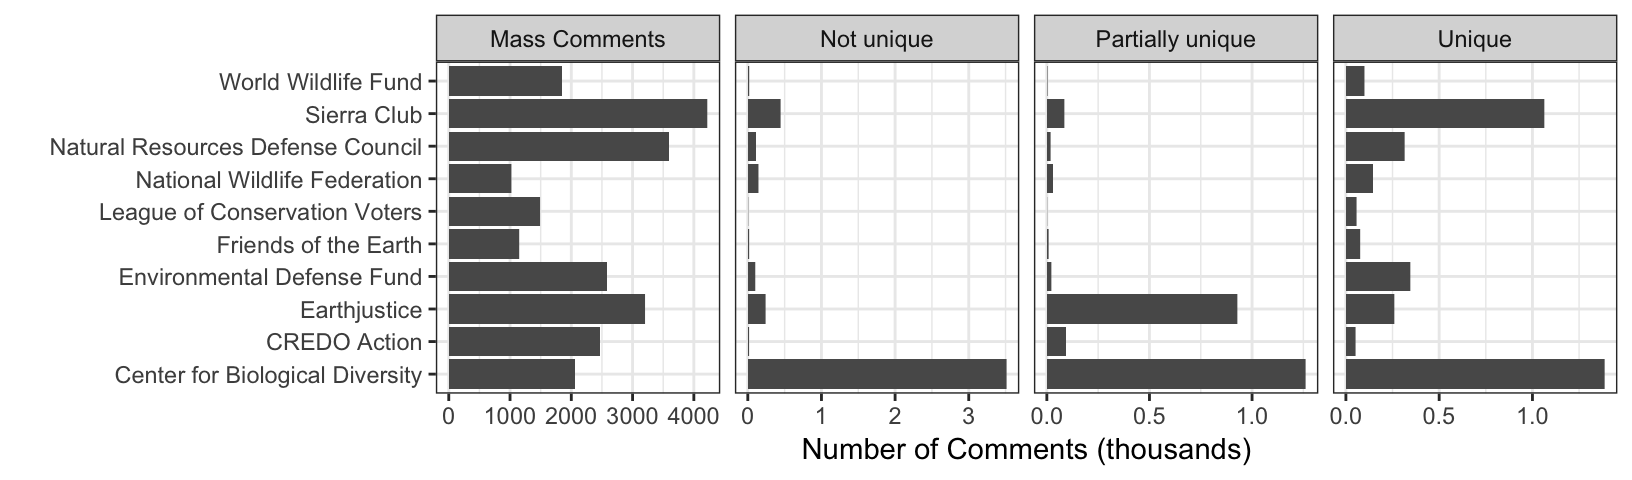 Mass Comments Not unique Partially unique Unique
World Wildlife Fund
Sierra Club
Natural Resources Defense Council
National Wildlife Federation
League of Conservation Voters
Friends of the Earth
Environmental Defense Fund
Earthjustice
CREDO Action
Center for Biological Diversity
0 1000 2000 3000 4000 0 1 2 3 0.0 0.5 1.0 0.0 0.5 1.0
Number of Comments (thousands)